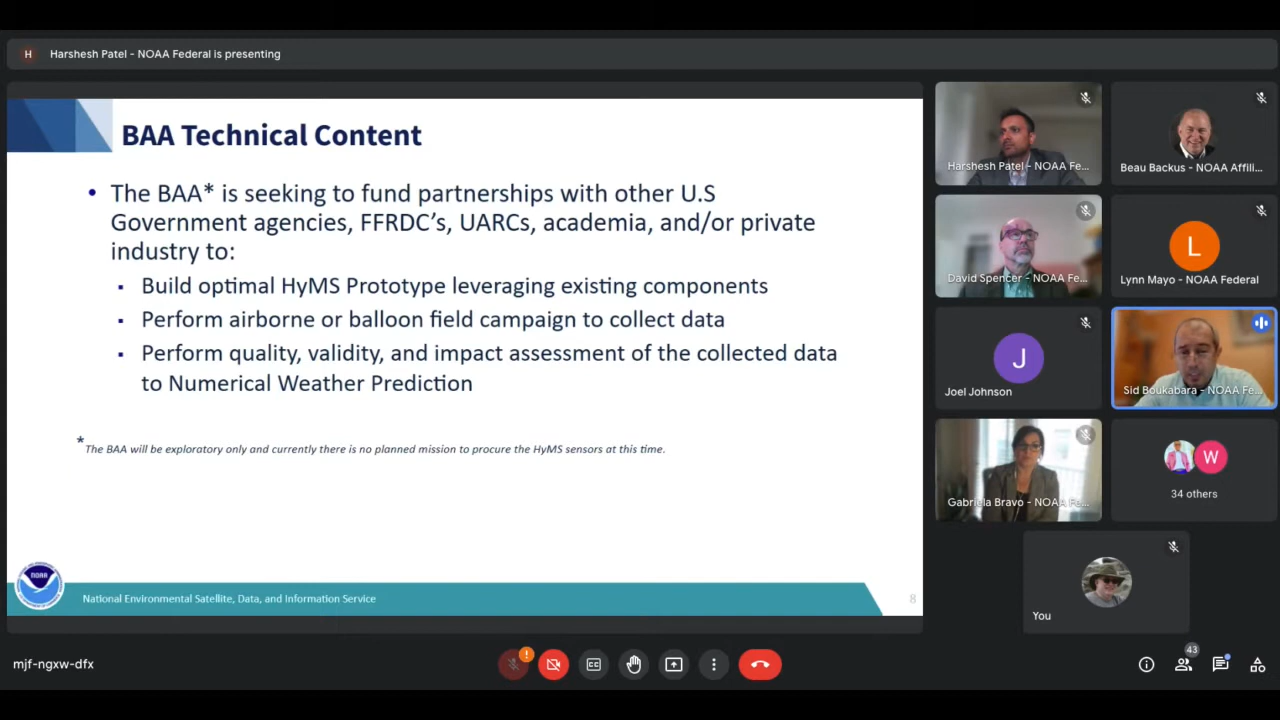 H Harshesh Patel - NOAA Federal is presenting
BAA Technical Content
• The BAA* is seeking to fund partnerships with other U.S
Government agencies, FFRDC's, UARCs, academia, and/or private
industry to:
▪ Build optimal HyMS Prototype leveraging existing components
▪ Perform airborne or balloon field campaign to collect data
▪ Perform quality, validity, and impact assessment of the collected data
to Numerical Weather Prediction
*The BAA will be exploratory only and currently there is no planned mission to procure the HyMS sensors at this time.
NOAA
National Environmental Satellite, Data, and Information Service
8
Harshesh Patel - NOAA Fe...
Beau Backus - NOAA Affili...
David Spencer - NOAA Fe...
L
Lynn Mayo - NOAA Federal
J
Joel Johnson
Sid Boukabara - NOAA Fe...
Gabriela Bravo - NOAA Fe...
W
34 others
You
mjf-ngxw-dfx
!
CC
43